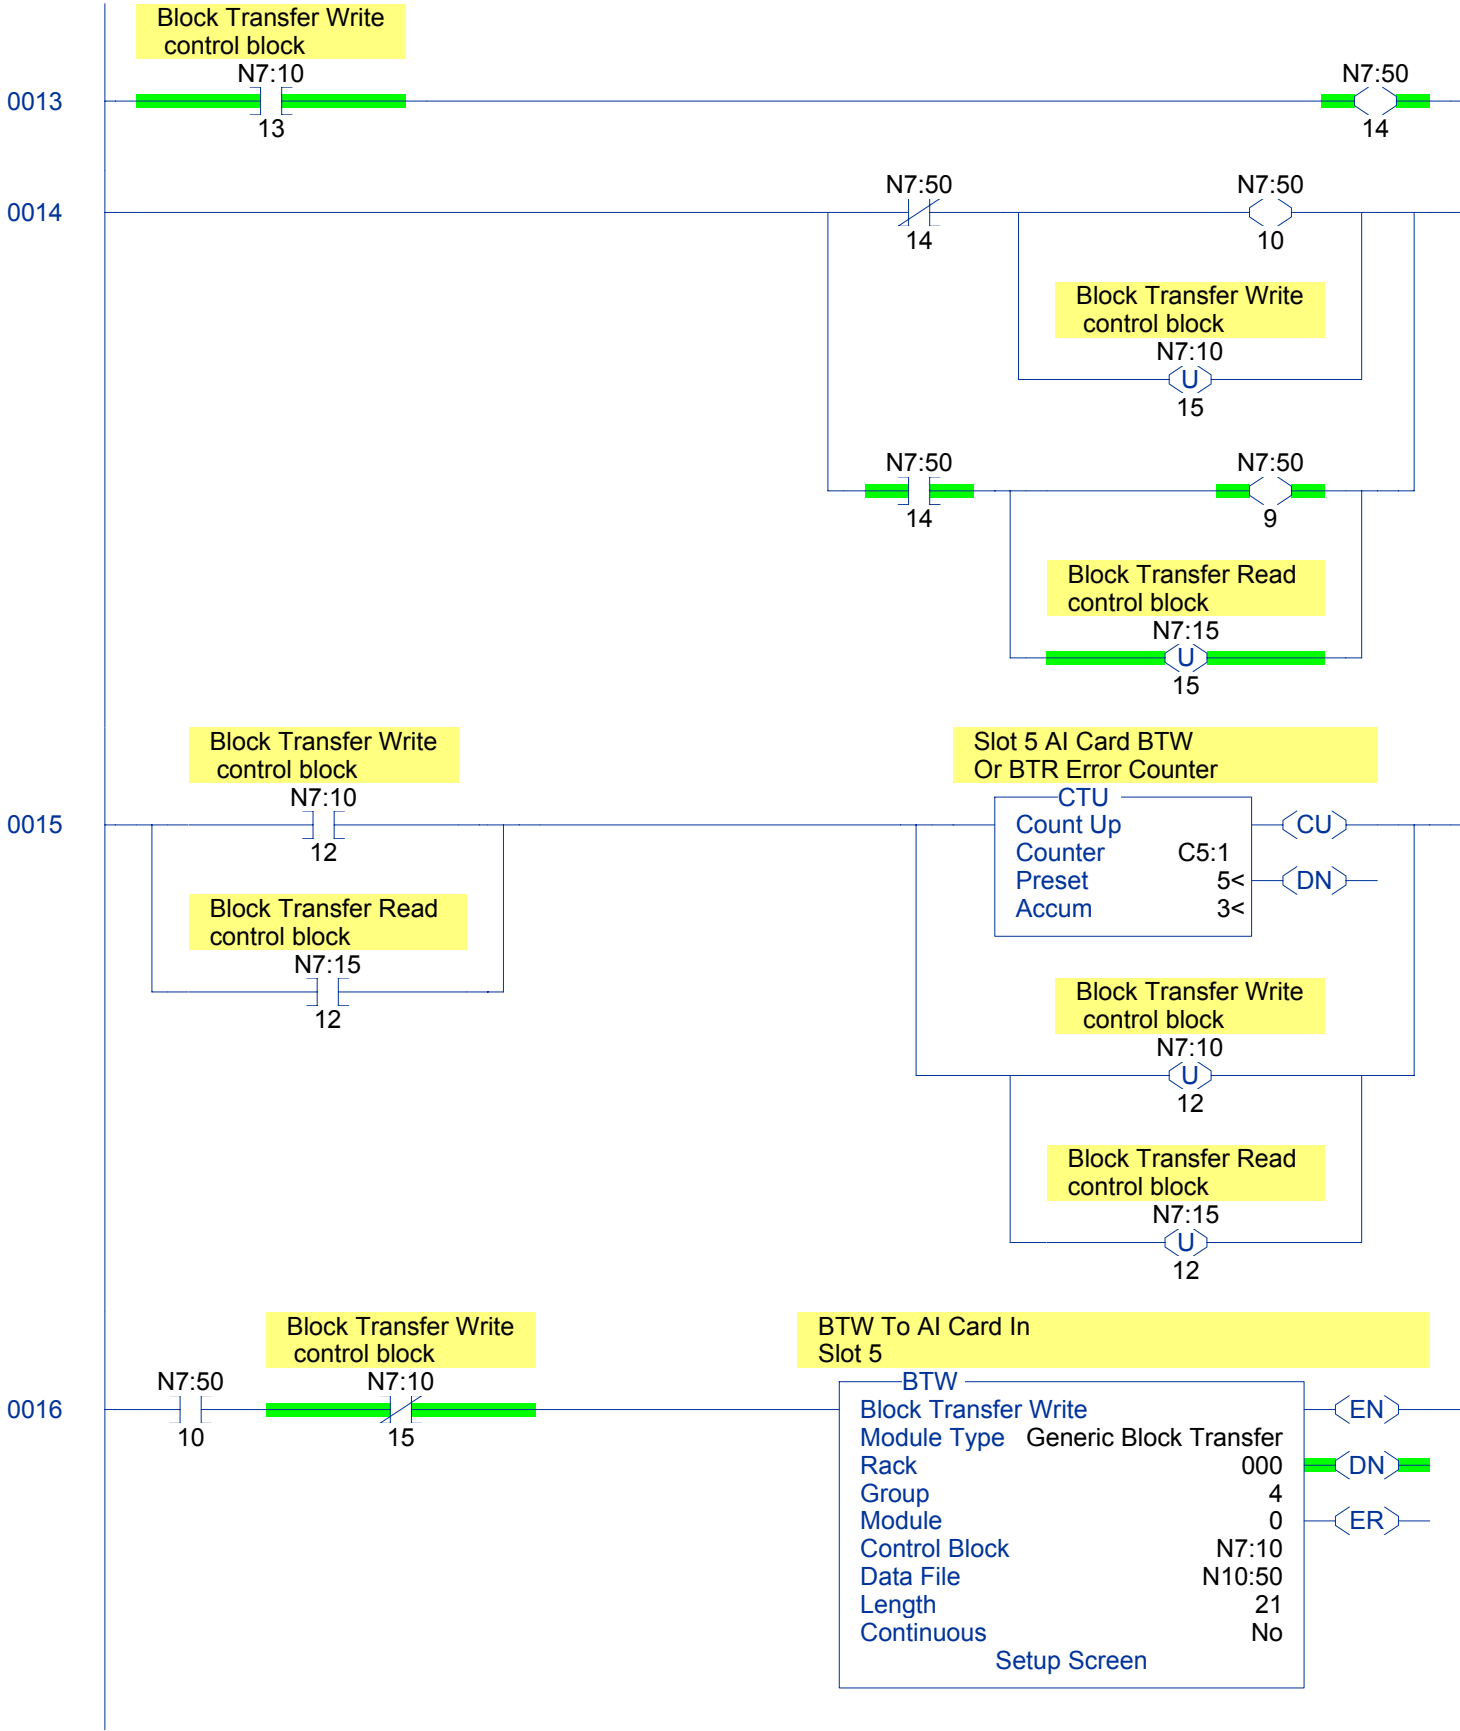 Block Transfer Write
control block
N7:10
N7:50
0013
13
14
N7:50
N7:50
0014
14
10
Block Transfer Write
control block
N7:10
U
15
N7:50
N7:50
14
9
Block Transfer Read
control block
N7:15
U
15
Block Transfer Write
control block
N7:10
Slot 5 AI Card BTW
Or BTR Error Counter
CTU
0015
12
Count Up
CU
Counter C5:1
Preset 5<
DN
Accum 3<
Block Transfer Read
control block
N7:15
12
Block Transfer Write
control block
N7:10
U
12
Block Transfer Read
control block
N7:15
U
12
Block Transfer Write
control block
N7:50
N7:10
0016
10
15
BTW To AI Card In
Slot 5
BTW
Block Transfer Write
EN
Module Type Generic Block Transfer
Rack 000
DN
Group 4
Module 0
ER
Control Block N7:10
Data File N10:50
Length 21
Continuous No
Setup Screen